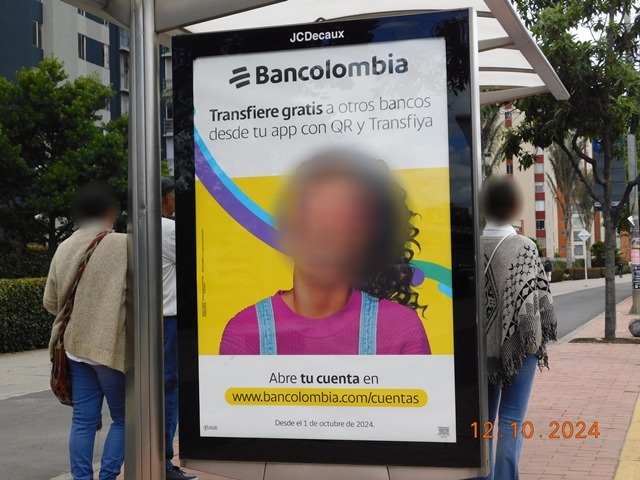 JCDecaux
Bancolombia
Transfiere gratis a otros bancos
desde tu app con QR y Transfiya
Abre tu cuenta en
www.bancolombia.com/cuentas
Desde el 1 octubre de 2024.
12.10.2024